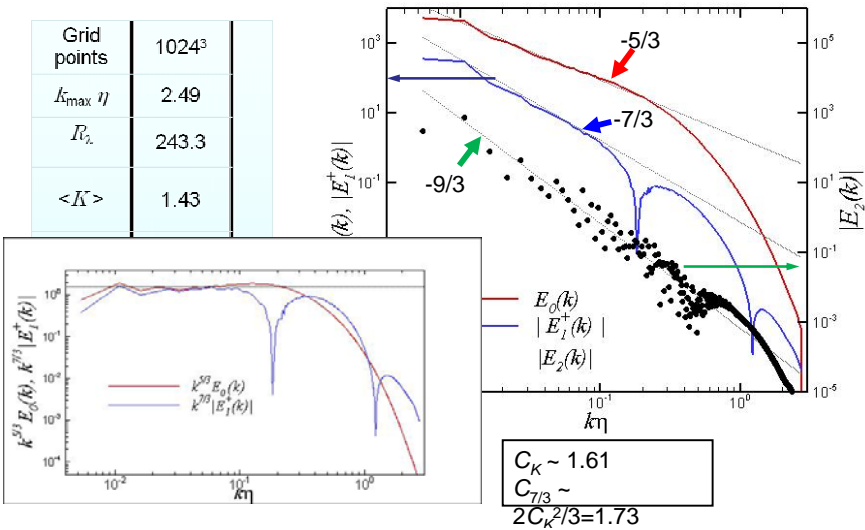 Grid points 1024³
k_max η 2.49
R_λ 243.3
<K> 1.43
10³
10¹
10⁻¹
(k), |E₁⁺(k)|
-5/3
-7/3
-9/3
E₀(k)
| E₁⁺(k) |
|E₂(k)|
10⁵
10³
10¹
10⁻¹
10⁻³
10⁻⁵
|E₂(k)|
10⁻¹
10⁰
kη
k^5/3 E₀(k), k^7/3 |E₁⁺(k)|
10⁰
10⁻¹
10⁻²
10⁻³
10⁻⁴
k^5/3 E₀(k)
k^7/3 |E₁⁺(k)|
10⁻²
10⁻¹
10⁰
kη
C_K ~ 1.61
C_7/3 ~
2C_K²/3=1.73